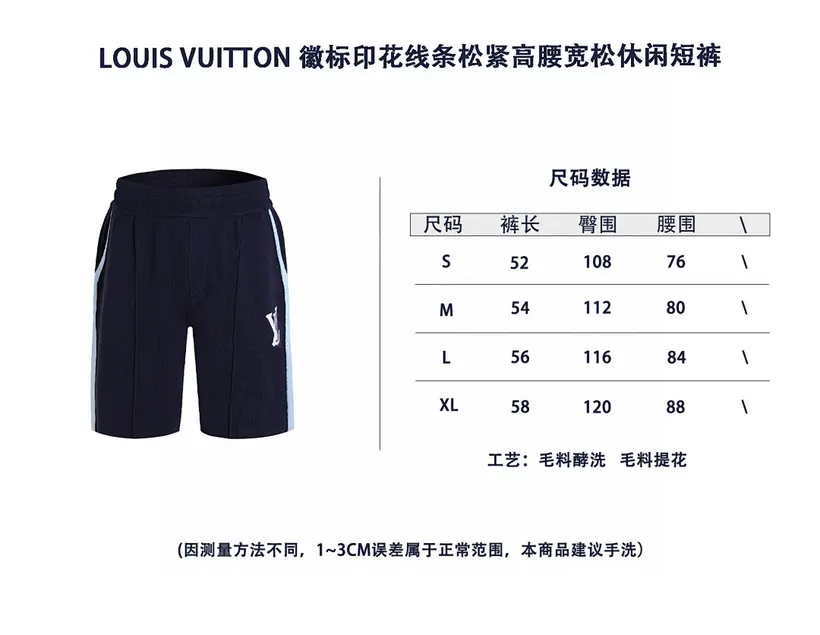 LOUIS VUITTON 徽标印花线条松紧高腰宽松休闲短裤
尺码数据
尺码 裤长 臀围 腰围 \
S 52 108 76 \
M 54 112 80 \
L 56 116 84 \
XL 58 120 88 \
LV
工艺：毛料酵洗 毛料提花
(因测量方法不同，1~3CM误差属于正常范围，本商品建议手洗)